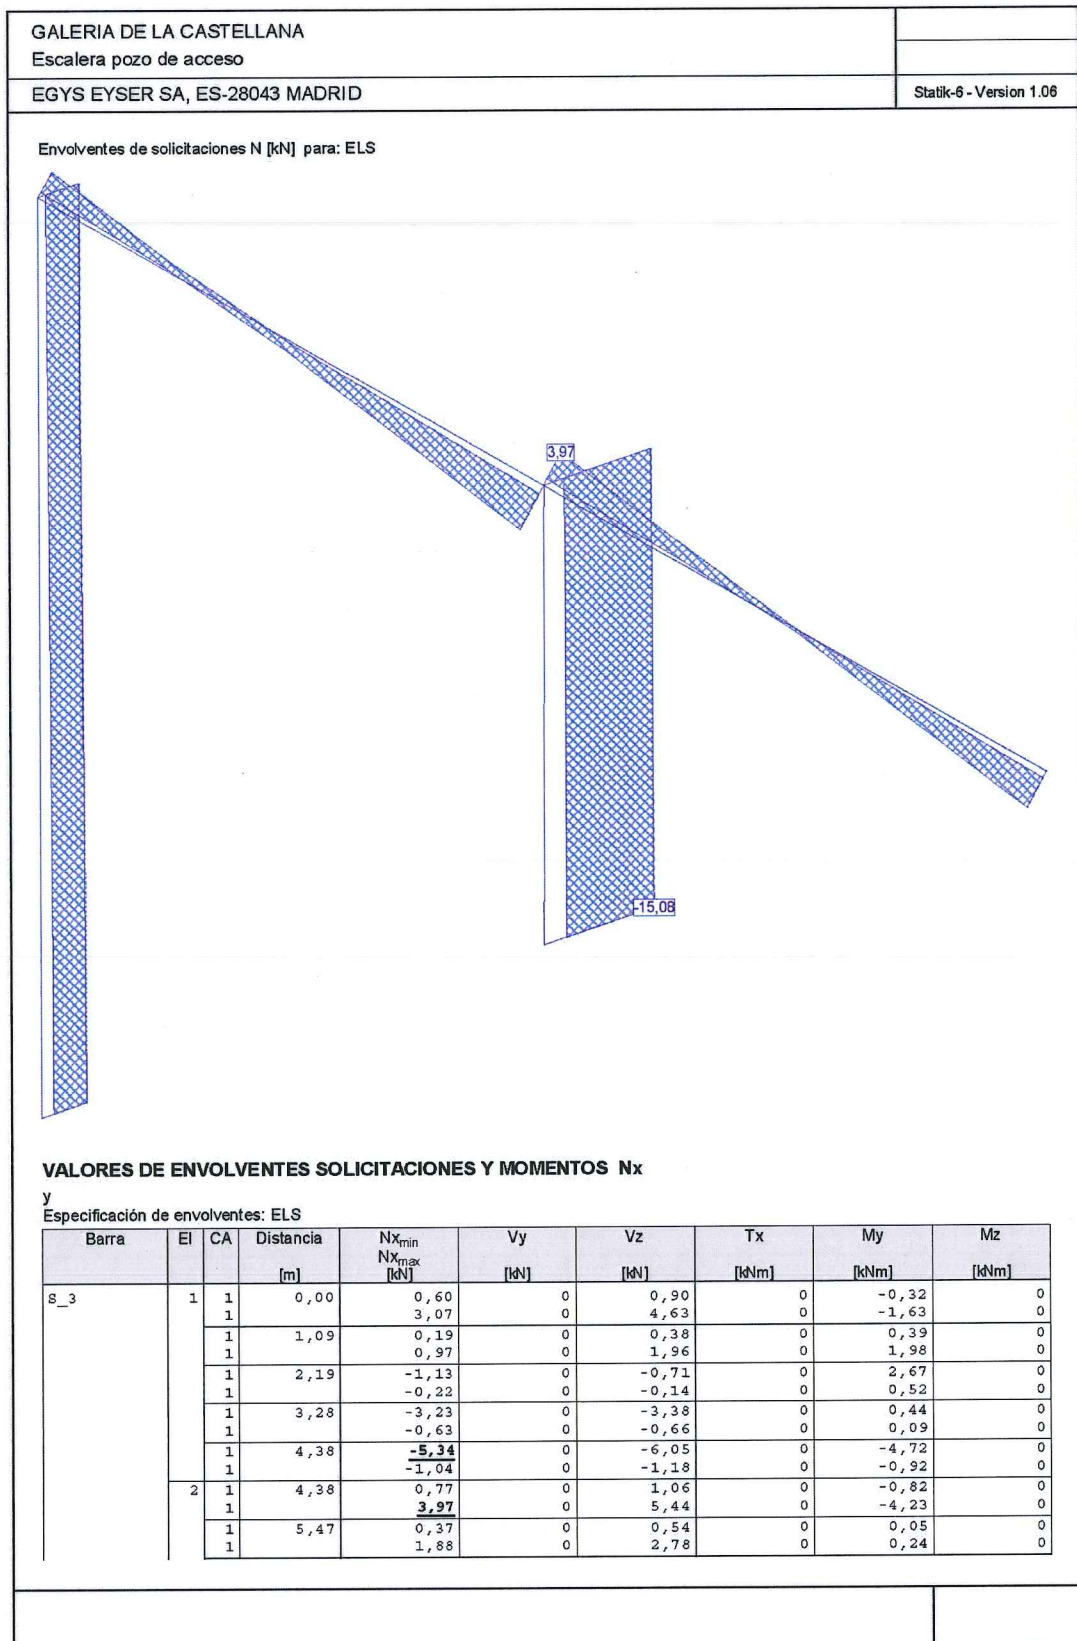 GALERIA DE LA CASTELLANA
Escalera pozo de acceso
EGYS EYSER SA, ES-28043 MADRID
Statik-6 - Version 1.06
Envolventes de solicitaciones N [kN] para: ELS
3,97
-15,08
VALORES DE ENVOLVENTES SOLICITACIONES Y MOMENTOS Nx
y
Especificación de envolventes: ELS
Barra El CA Distancia Nxmin Vy Vz Tx My Mz
Nxmax
[m] [kN] [kN] [kN] [kNm] [kNm] [kNm]
S_3 1 1 0,00 0,60 0 0,90 0 -0,32 0
1 3,07 0 4,63 0 -1,63 0
1 1,09 0,19 0 0,38 0 0,39 0
1 0,97 0 1,96 0 1,98 0
1 2,19 -1,13 0 -0,71 0 2,67 0
1 -0,22 0 -0,14 0 0,52 0
1 3,28 -3,23 0 -3,38 0 0,44 0
1 -0,63 0 -0,66 0 0,09 0
1 4,38 -5,34 0 -6,05 0 -4,72 0
1 -1,04 0 -1,18 0 -0,92 0
2 1 4,38 0,77 0 1,06 0 -0,82 0
1 3,97 0 5,44 0 -4,23 0
1 5,47 0,37 0 0,54 0 0,05 0
1 1,88 0 2,78 0 0,24 0